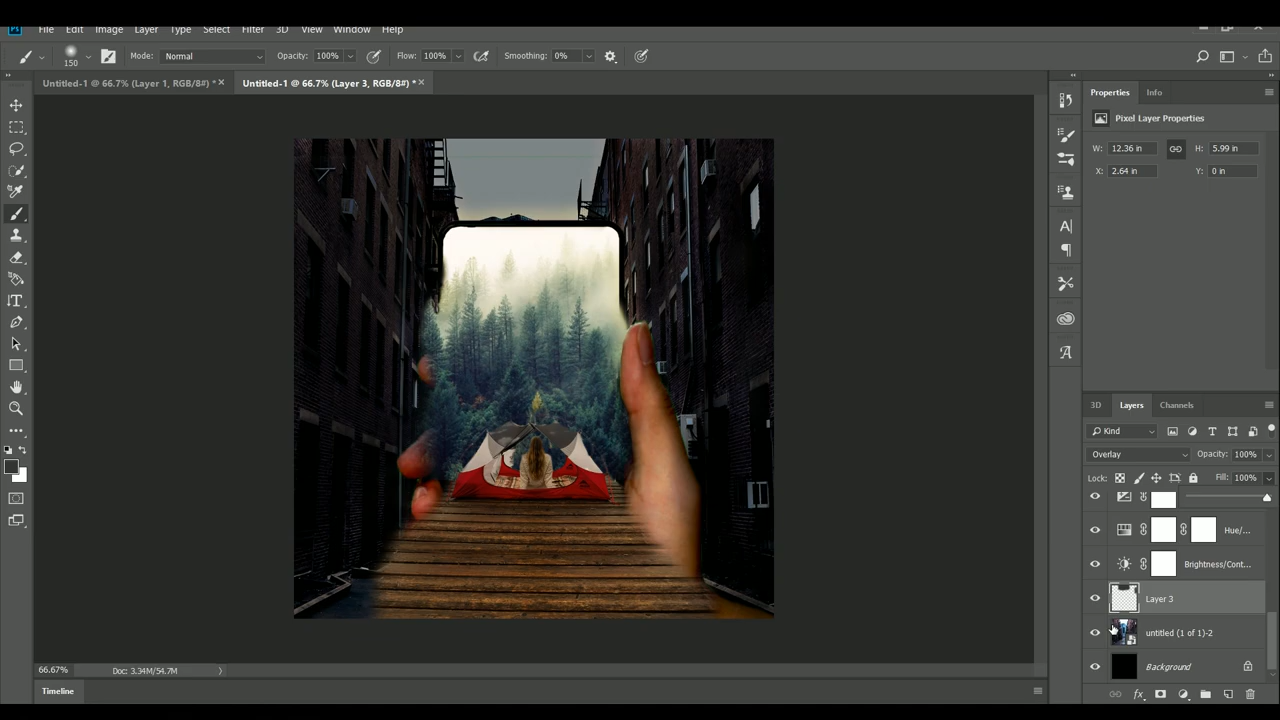 Ps File Edit Image Layer Type Select Filter 3D View Window Help
150 Mode: Normal Opacity: 100% Flow: 100% Smoothing: 0%
Untitled-1 @ 66.7% (Layer 1, RGB/8#) * Untitled-1 @ 66.7% (Layer 3, RGB/8#) *
Properties Info
Pixel Layer Properties
W: 12.36 in H: 5.99 in
X: 2.64 in Y: 0 in
3D Layers Channels
Kind
Overlay Opacity: 100%
Lock: Fill: 100%
Hue/...
Brightness/Cont...
Layer 3
untitled (1 of 1)-2
Background
66.67% Doc: 3.34M/54.7M
Timeline